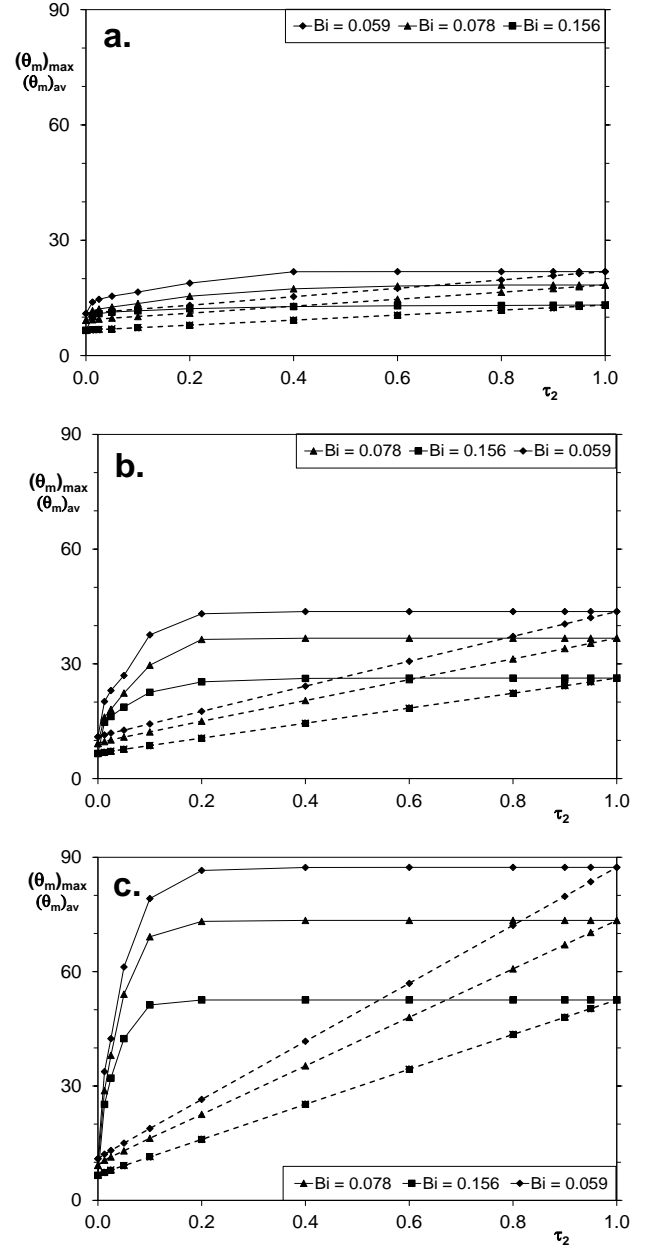 90
a.
Bi = 0.059 Bi = 0.078 Bi = 0.156
(θm)max
(θm)av
60
30
0
0.0 0.2 0.4 0.6 0.8 1.0
τ2
90
b.
Bi = 0.078 Bi = 0.156 Bi = 0.059
(θm)max
(θm)av
60
30
0
0.0 0.2 0.4 0.6 0.8 1.0
τ2
90
c.
(θm)max
(θm)av
60
30
Bi = 0.078 Bi = 0.156 Bi = 0.059
0
0.0 0.2 0.4 0.6 0.8 1.0
τ2